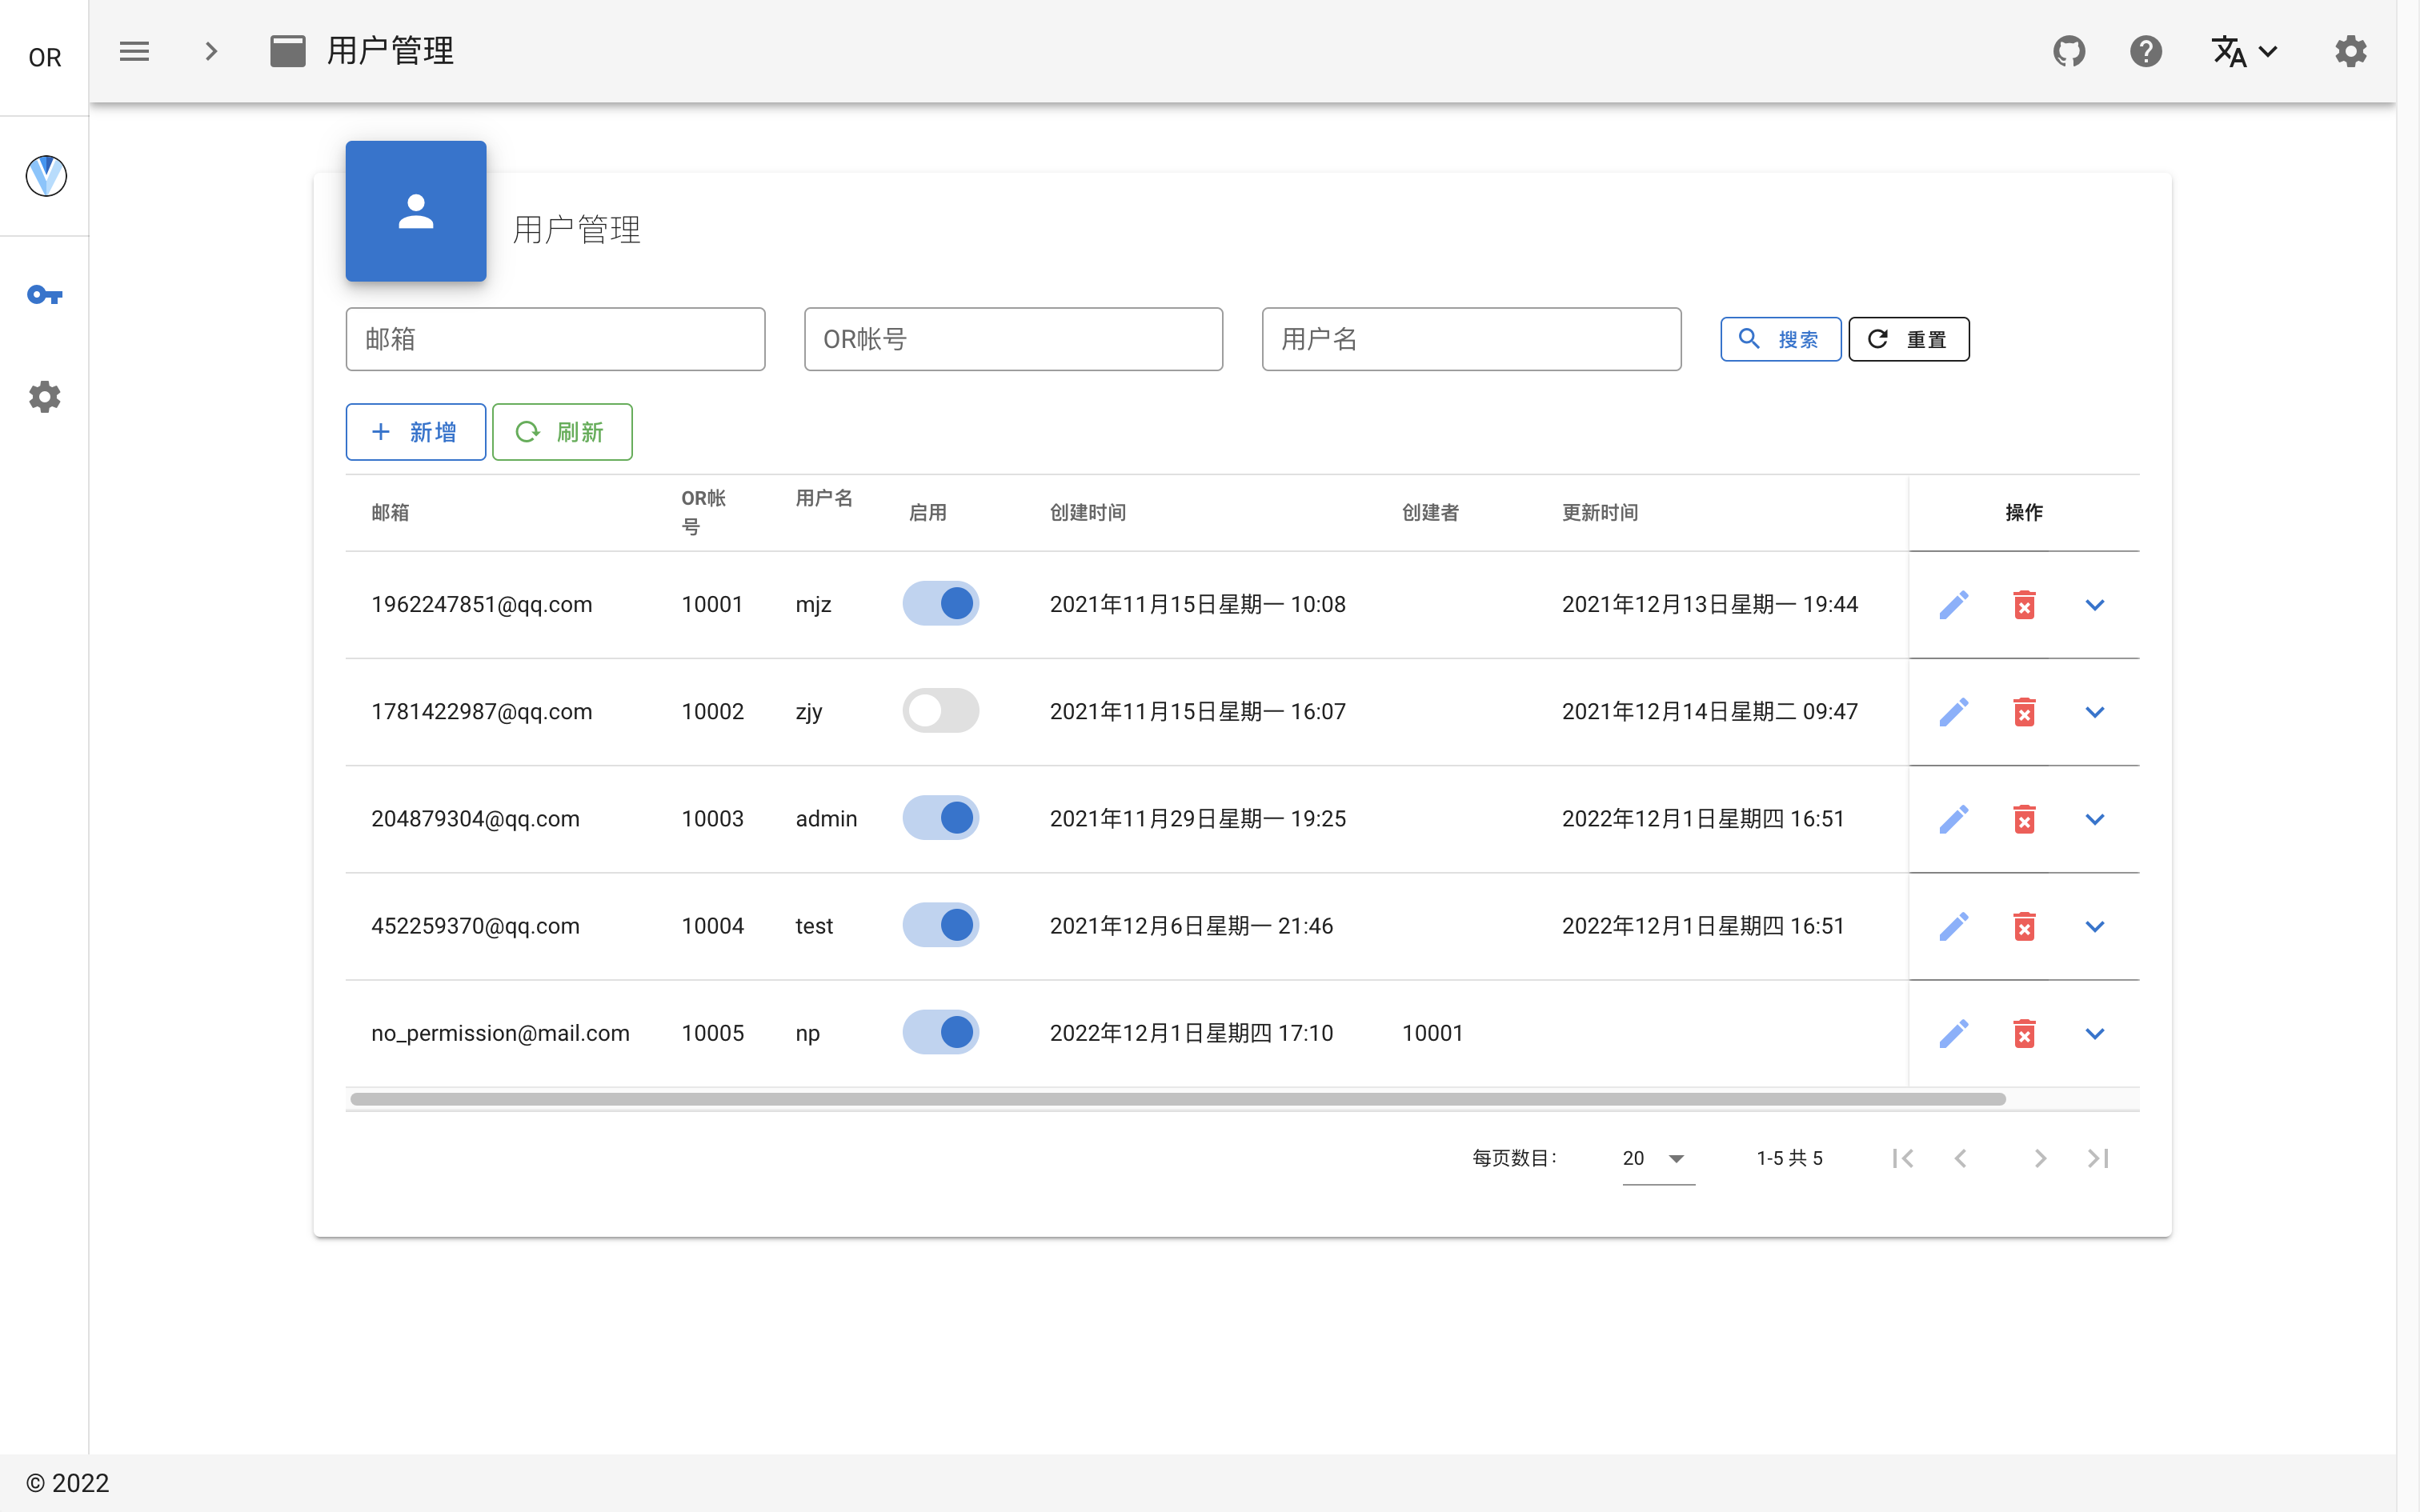 OR
用户管理
用户管理
邮箱 OR帐号 用户名 搜索 重置
新增 刷新
邮箱 OR帐号 用户名 启用 创建时间 创建者 更新时间 操作
1962247851@qq.com 10001 mjz 2021年11月15日星期一 10:08 2021年12月13日星期一 19:44
1781422987@qq.com 10002 zjy 2021年11月15日星期一 16:07 2021年12月14日星期二 09:47
204879304@qq.com 10003 admin 2021年11月29日星期一 19:25 2022年12月1日星期四 16:51
452259370@qq.com 10004 test 2021年12月6日星期一 21:46 2022年12月1日星期四 16:51
no_permission@mail.com 10005 np 2022年12月1日星期四 17:10 10001
每页数目： 20 1-5 共 5
© 2022